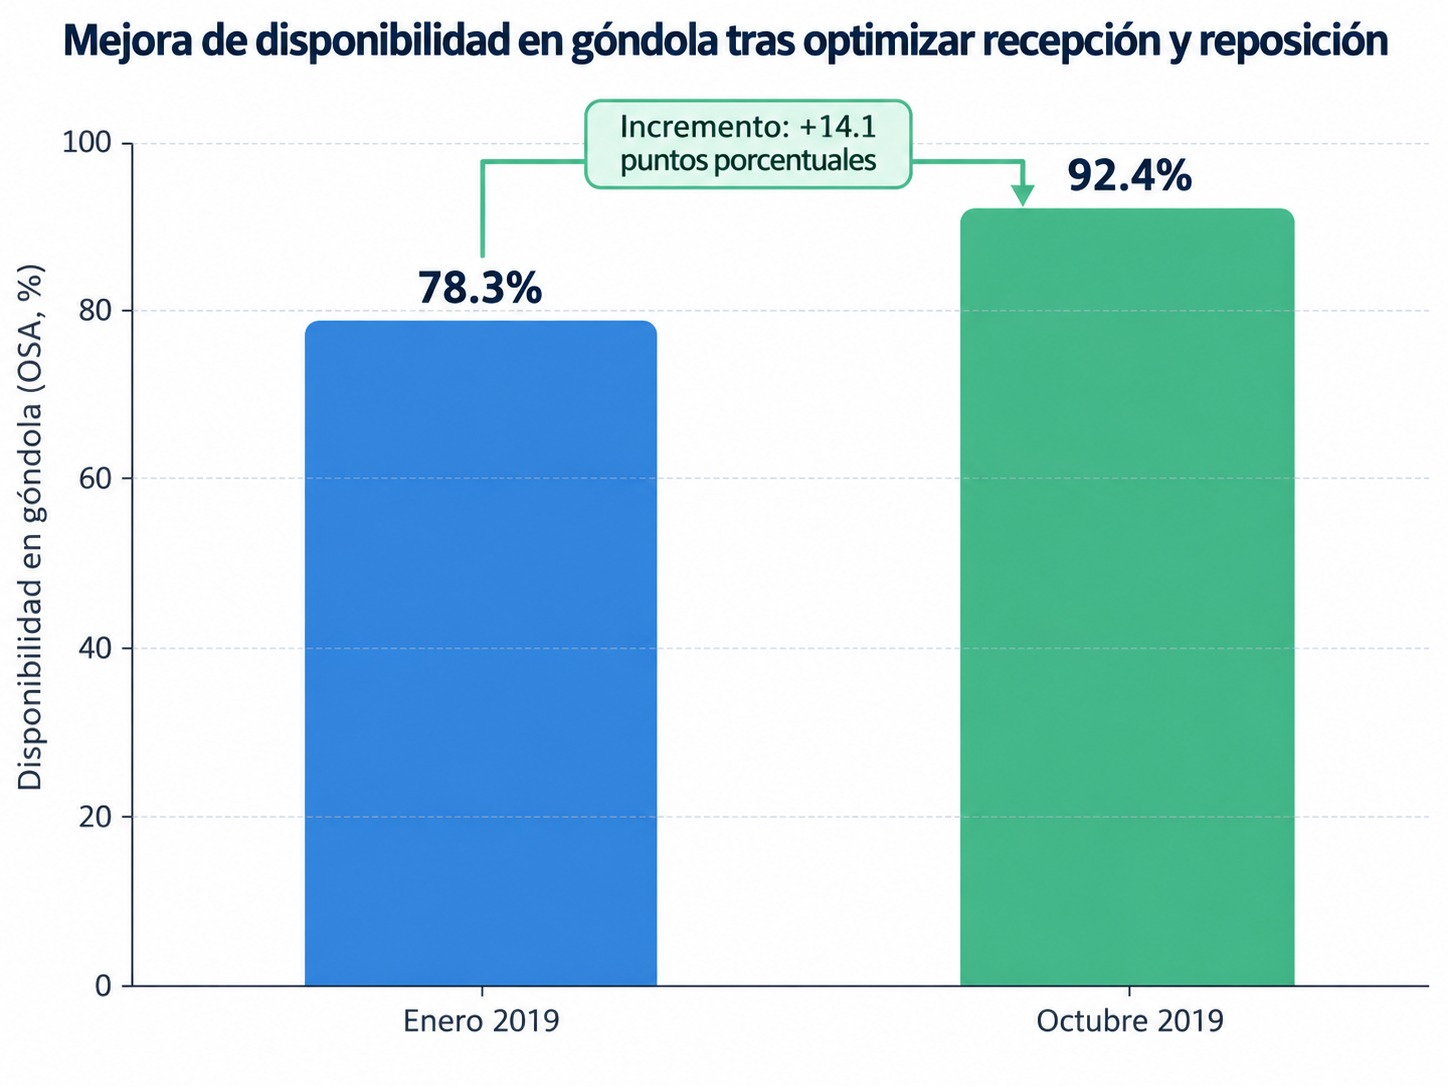 Mejora de disponibilidad en góndola tras optimizar recepción y reposición
Incremento: +14.1
puntos porcentuales
100
92.4%
78.3%
80
60
40
20
0
Disponibilidad en góndola (OSA, %)
Enero 2019
Octubre 2019